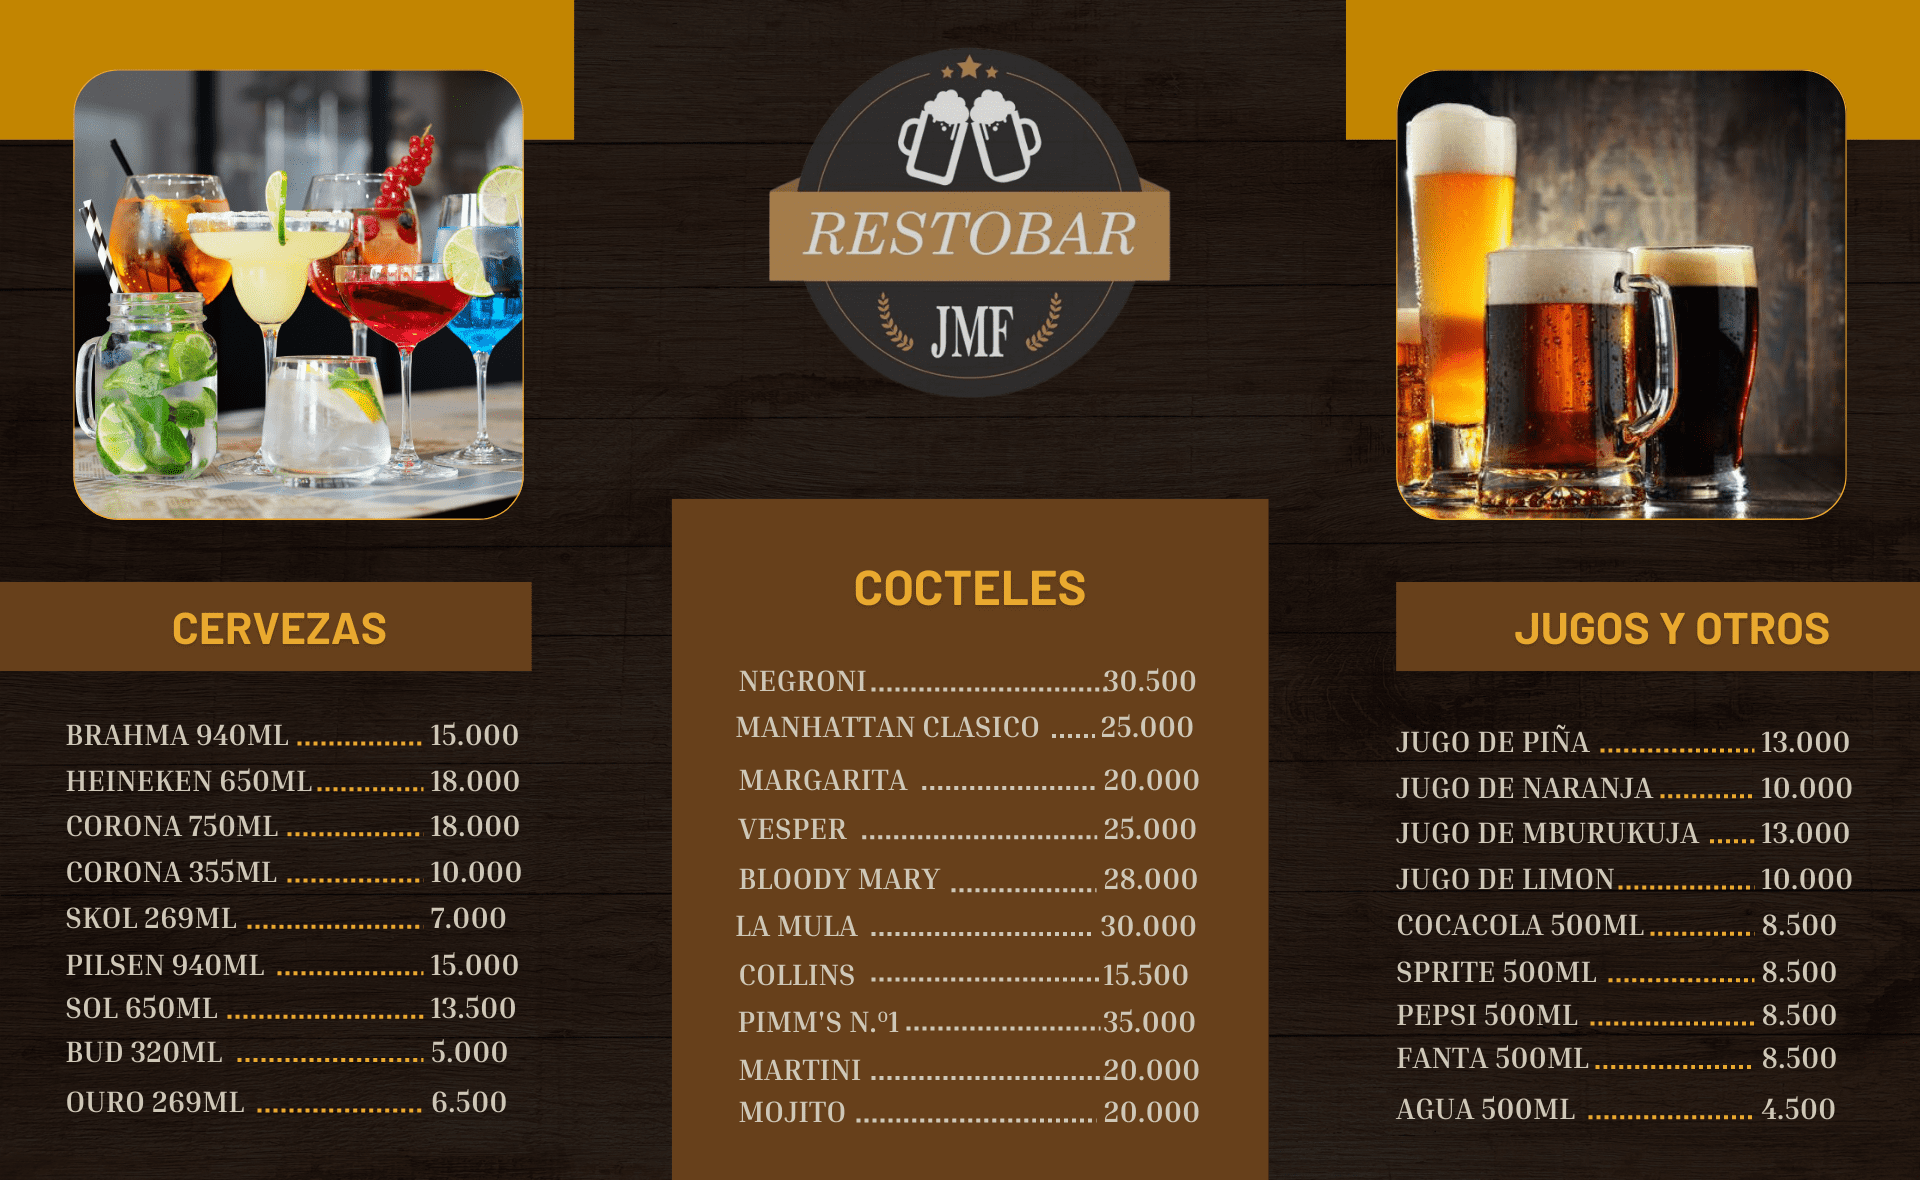 RESTOBAR
JMF
CERVEZAS
BRAHMA 940ML ..................... 15.000
HEINEKEN 650ML .................. 18.000
CORONA 750ML ....................... 18.000
CORONA 355ML ....................... 10.000
SKOL 269ML .............................. 7.000
PILSEN 940ML ......................... 15.000
SOL 650ML ................................. 13.500
BUD 320ML ............................... 5.000
OURO 269ML ............................ 6.500
COCTELES
NEGRONI .......................................30.500
MANHATTAN CLASICO ......25.000
MARGARITA ............................. 20.000
VESPER ....................................... 25.000
BLOODY MARY ........................ 28.000
LA MULA ..................................... 30.000
COLLINS ......................................15.500
PIMM'S N.º1 .................................35.000
MARTINI .......................................20.000
MOJITO ........................................ 20.000
JUGOS Y OTROS
JUGO DE PIÑA .......................... 13.000
JUGO DE NARANJA ................ 10.000
JUGO DE MBURUKUJA ........ 13.000
JUGO DE LIMON ....................... 10.000
COCACOLA 500ML .................. 8.500
SPRITE 500ML ......................... 8.500
PEPSI 500ML ............................ 8.500
FANTA 500ML ........................... 8.500
AGUA 500ML ............................ 4.500